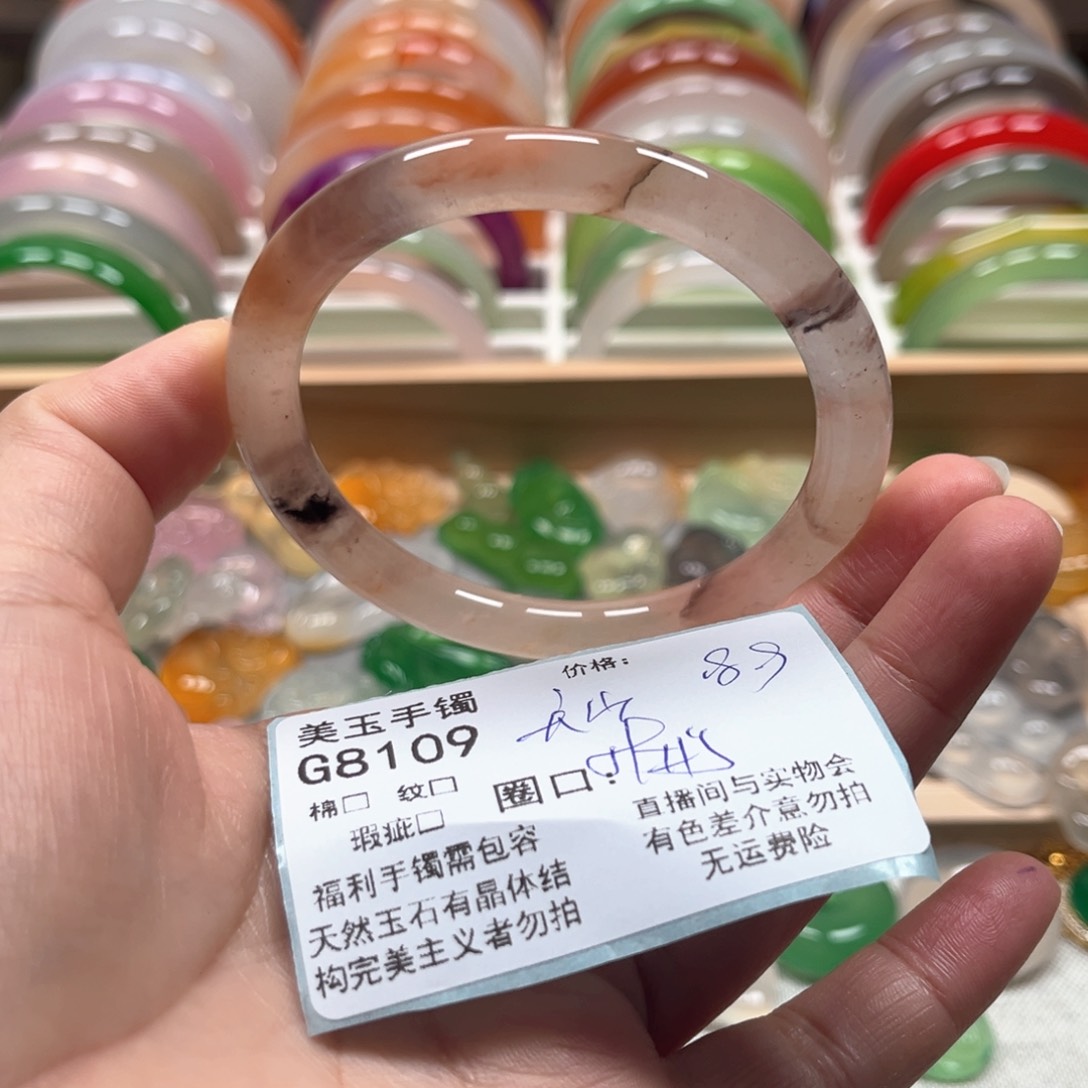 美玉手镯
G8109
价格: 89
棉□ 纹□
瑕疵□
圈口:
福利手镯需包容
天然玉石有晶体结
构完美主义者勿拍
直播间与实物会
有色差介意勿拍
无运费险